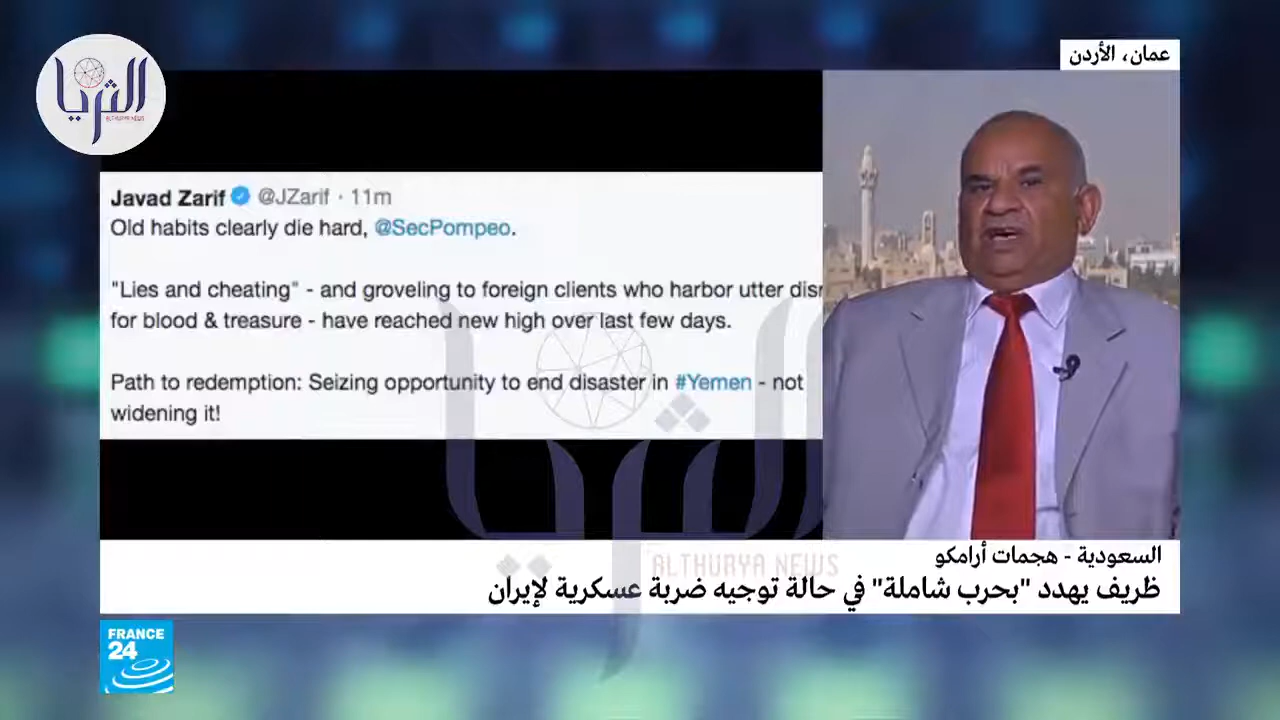 الثريا
ALTHURYA NEWS
عمان، الأردن
Javad Zarif @JZarif · 11m
Old habits clearly die hard, @SecPompeo.
"Lies and cheating" - and groveling to foreign clients who harbor utter
for blood & treasure - have reached new high over last few days.
Path to redemption: Seizing opportunity to end disaster in #Yemen - not
widening it!
الثريا
ALTHURYA NEWS
السعودية - هجمات أرامكو
ظريف يهدد "بحرب شاملة" في حالة توجيه ضربة عسكرية لإيران
FRANCE
24